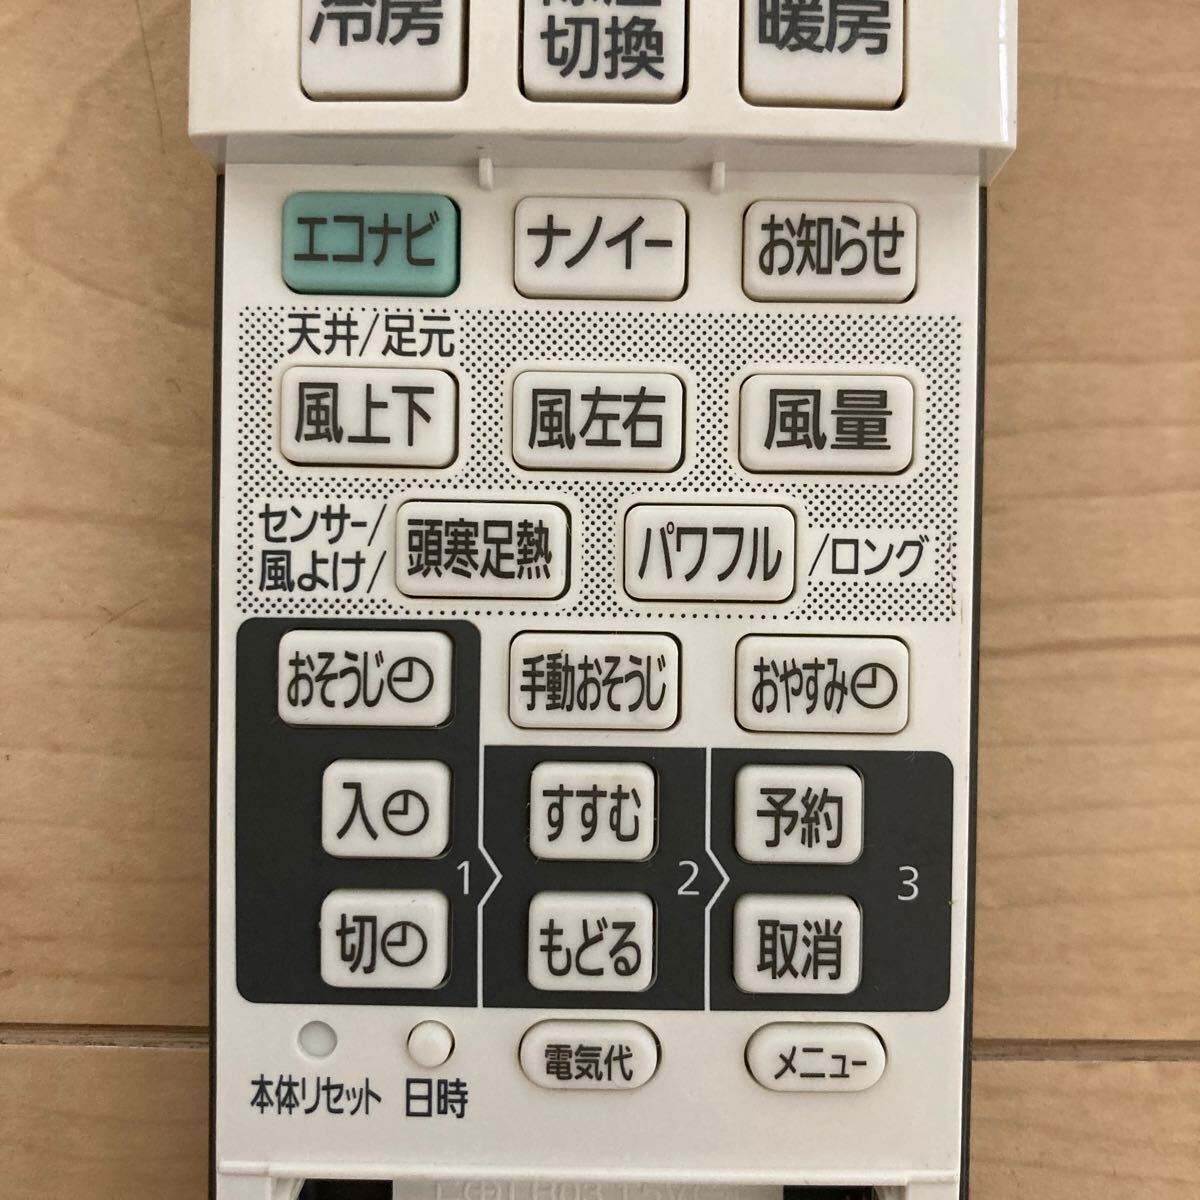 冷房
切換
暖房
エコナビ
ナノイー
お知らせ
天井/足元
風上下
風左右
風量
センサー/
風よけ/
頭寒足熱
パワフル
/ロング
おそうじ
手動おそうじ
おやすみ
入
1
すすむ
2
予約
3
切
もどる
取消
本体リセット
日時
電気代
メニュー